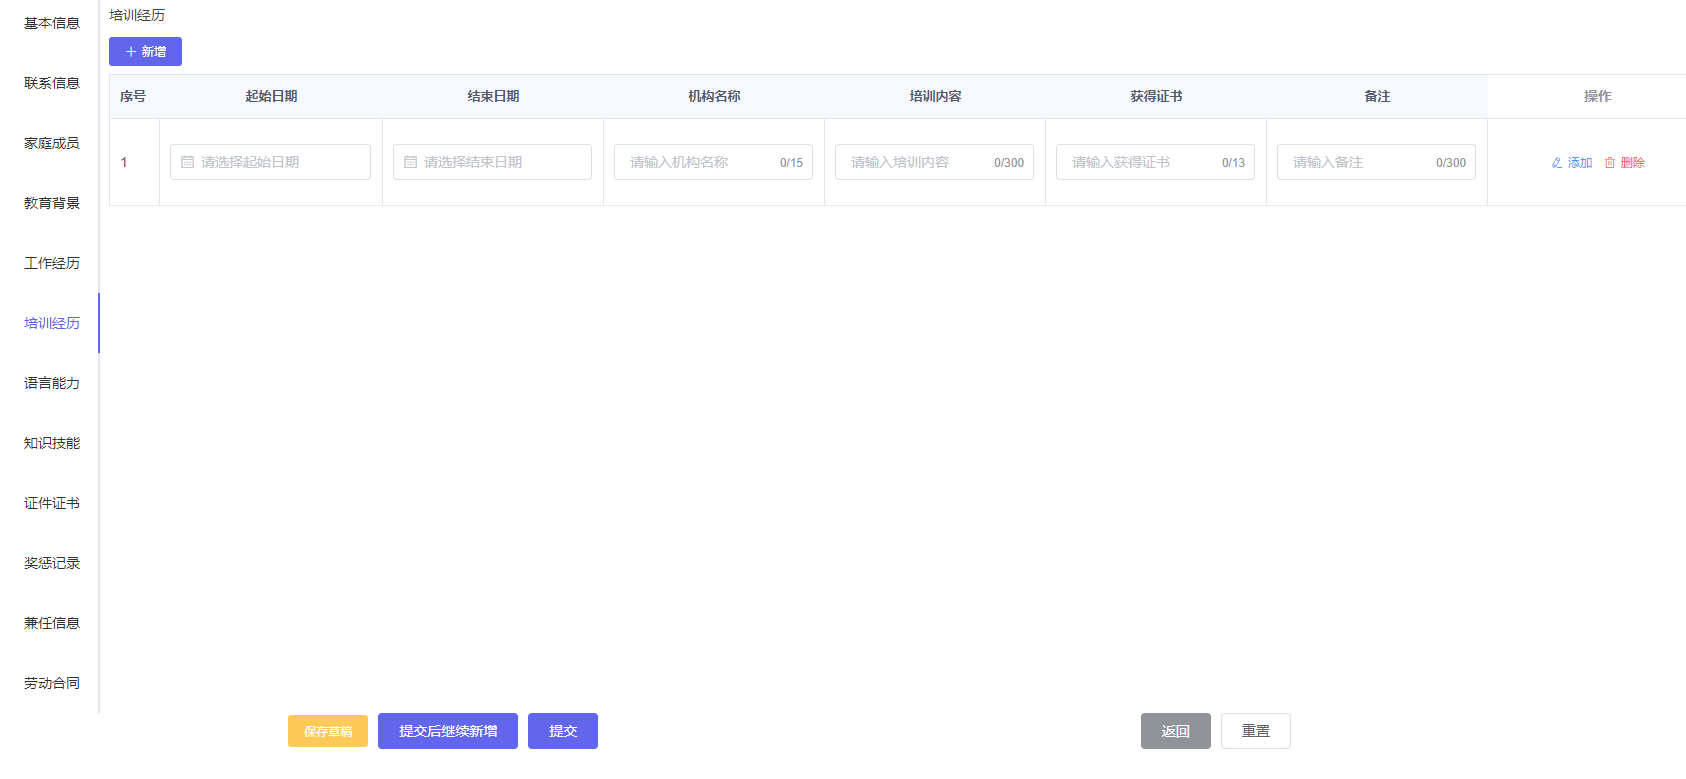 基本信息
联系信息
家庭成员
教育背景
工作经历
培训经历
语言能力
知识技能
证件证书
奖惩记录
兼任信息
劳动合同
培训经历
新增
序号 起始日期 结束日期 机构名称 培训内容 获得证书 备注 操作
1 请选择起始日期 请选择结束日期 请输入机构名称 0/15 请输入培训内容 0/300 请输入获得证书 0/13 请输入备注 0/300 添加 删除
保存草稿 提交后继续新增 提交 返回 重置